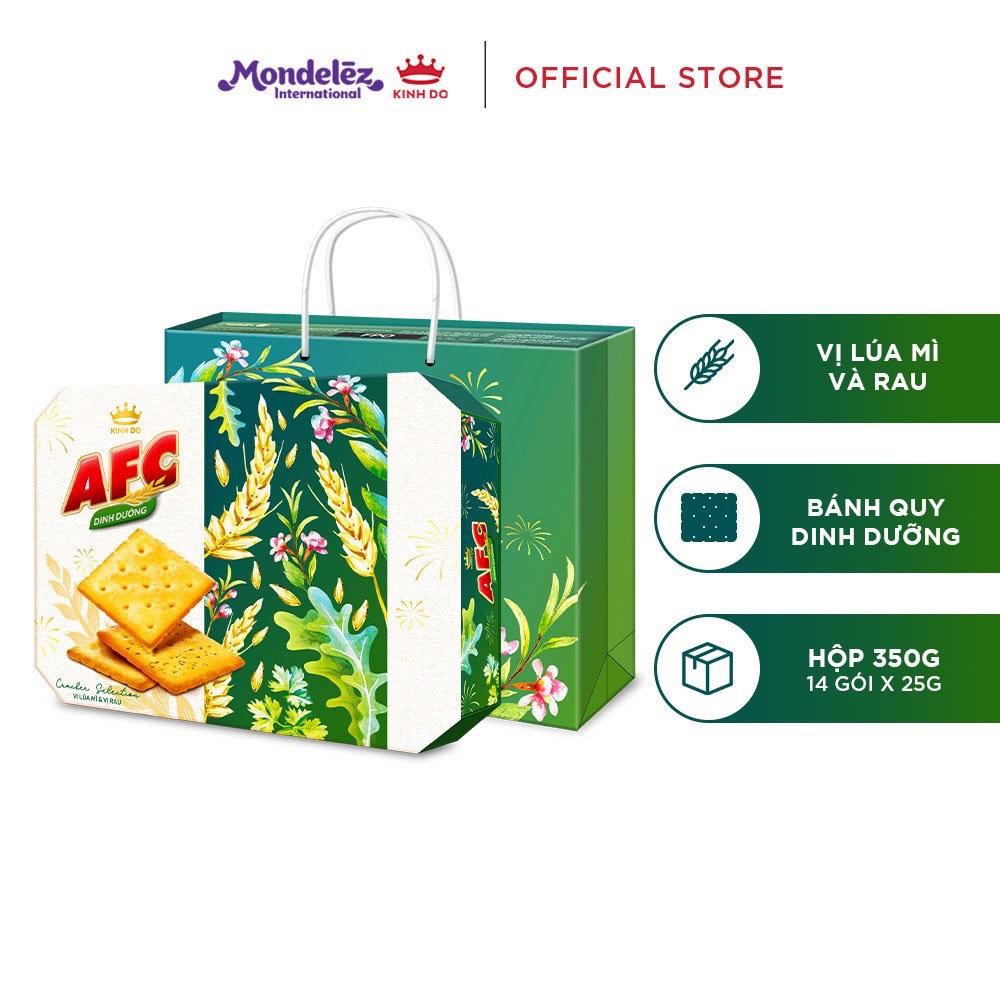 Mondelēz
International
KINH DO
OFFICIAL STORE
KINH DO
AFC
DINH DƯỠNG
Cracker Selection
VỊ LÚA MÌ & VỊ RAU
AFC
VỊ LÚA MÌ
VÀ RAU
BÁNH QUY
DINH DƯỠNG
HỘP 350G
14 GÓI X 25G